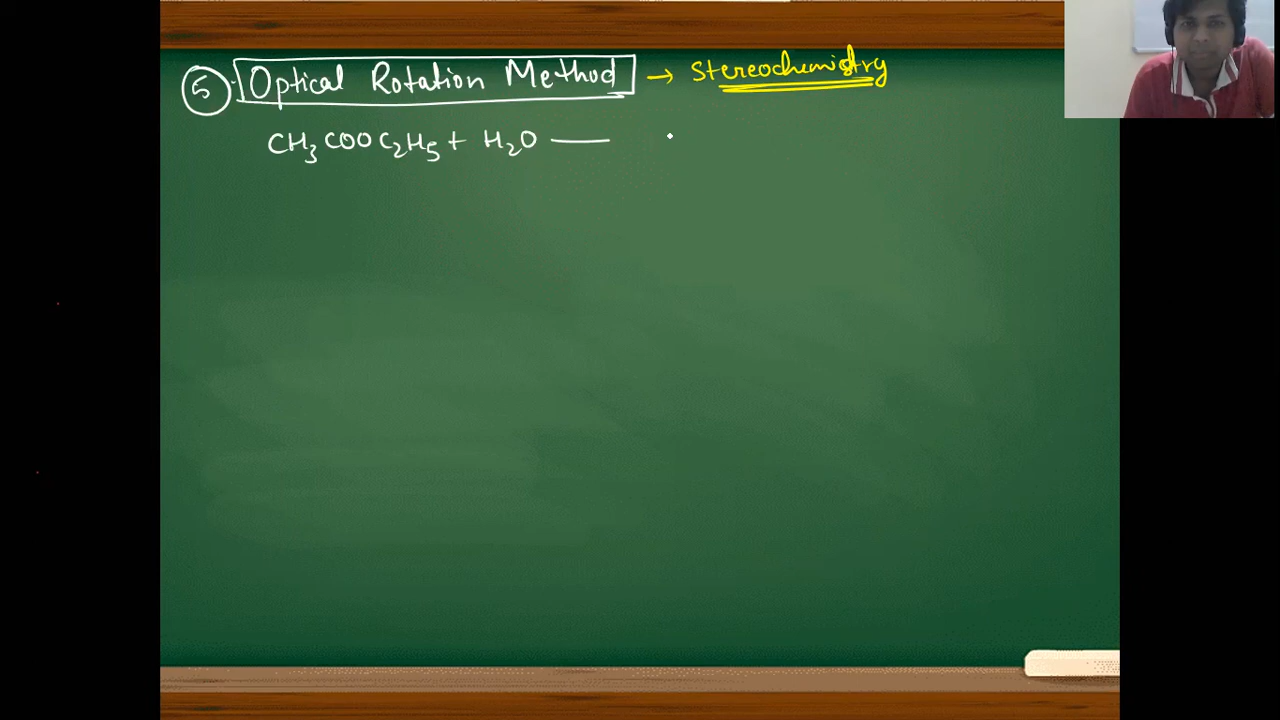 ⑤ Optical Rotation Method → Stereochemistry
CH₃COOC₂H₅ + H₂O —